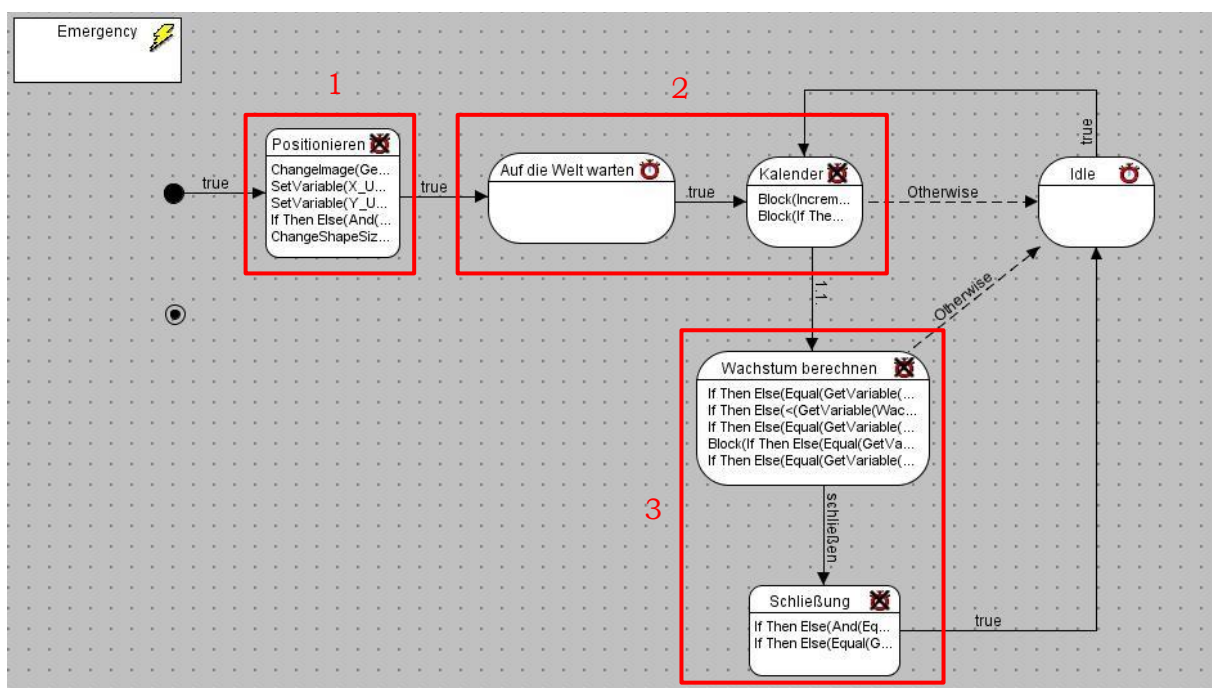 Emergency
1
2
Positionieren
ChangeImage(Ge...
SetVariable(X_U...
SetVariable(Y_U...
If Then Else(And(...
ChangeShapeSiz...
true
true
Auf die Welt warten
true
Kalender
Block(Increm...
Block(If The...
Otherwise
Idle
true
1.1.
Otherwise
3
Wachstum berechnen
If Then Else(Equal(GetVariable(...
If Then Else(<(GetVariable(Wac...
If Then Else(Equal(GetVariable(...
Block(If Then Else(Equal(GetVa...
If Then Else(Equal(GetVariable(...
schließen
Schließung
If Then Else(And(Eq...
If Then Else(Equal(G...
true